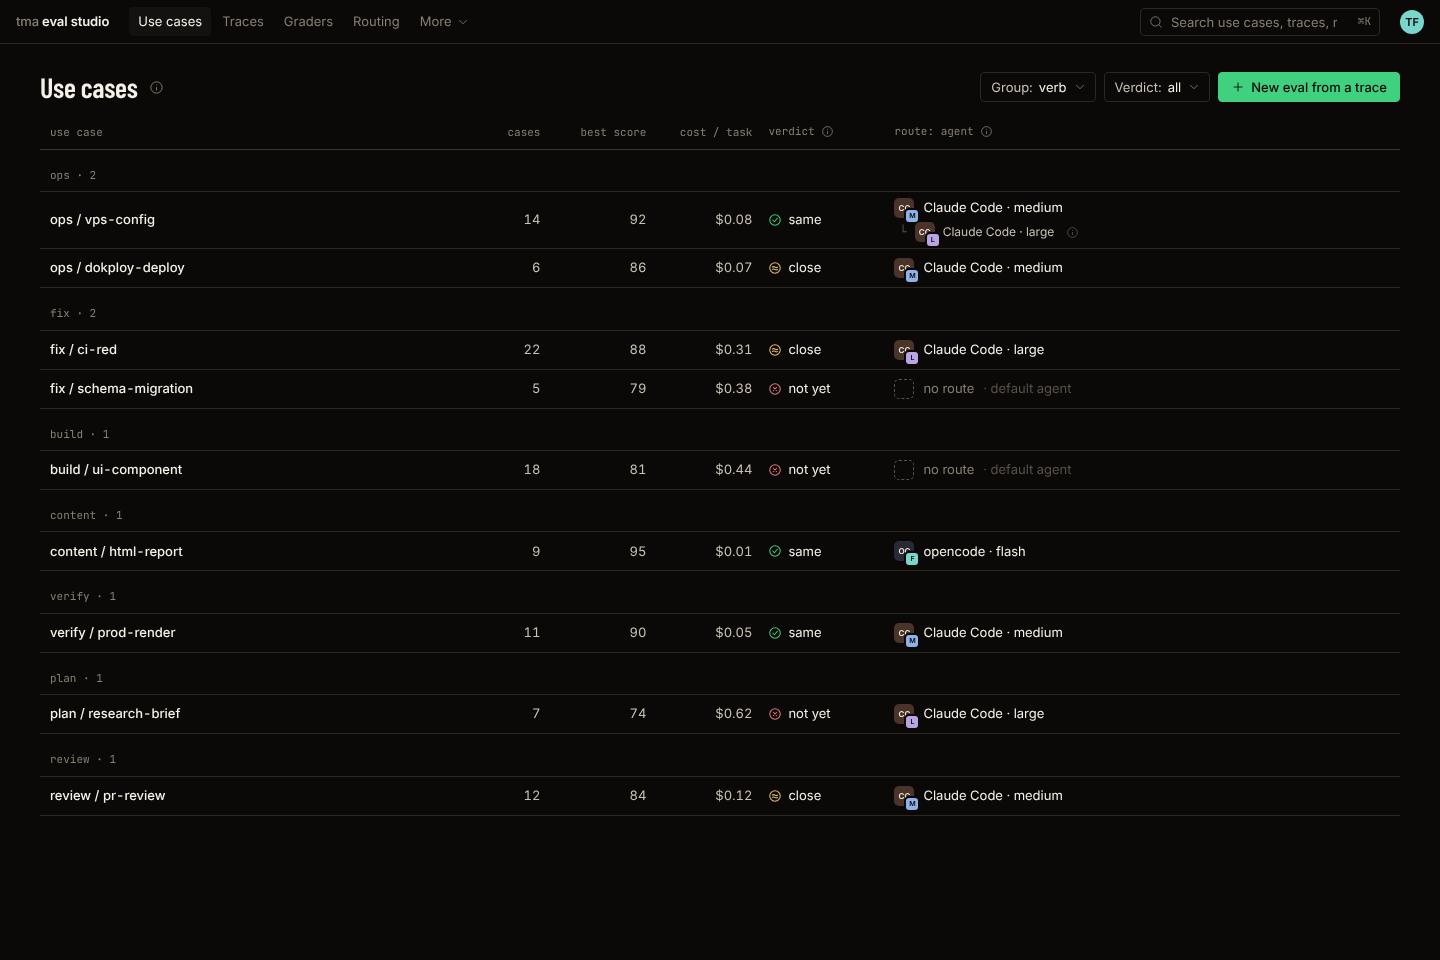 tma eval studio Use cases Traces Graders Routing More Search use cases, traces, r ⌘K TF
Use cases Group: verb Verdict: all + New eval from a trace
use case cases best score cost / task verdict route: agent
ops · 2
ops / vps-config 14 92 $0.08 same CC M Claude Code · medium
CC L Claude Code · large
ops / dokploy-deploy 6 86 $0.07 close CC M Claude Code · medium
fix · 2
fix / ci-red 22 88 $0.31 close CC L Claude Code · large
fix / schema-migration 5 79 $0.38 not yet no route · default agent
build · 1
build / ui-component 18 81 $0.44 not yet no route · default agent
content · 1
content / html-report 9 95 $0.01 same OC F opencode · flash
verify · 1
verify / prod-render 11 90 $0.05 same CC M Claude Code · medium
plan · 1
plan / research-brief 7 74 $0.62 not yet CC L Claude Code · large
review · 1
review / pr-review 12 84 $0.12 close CC M Claude Code · medium